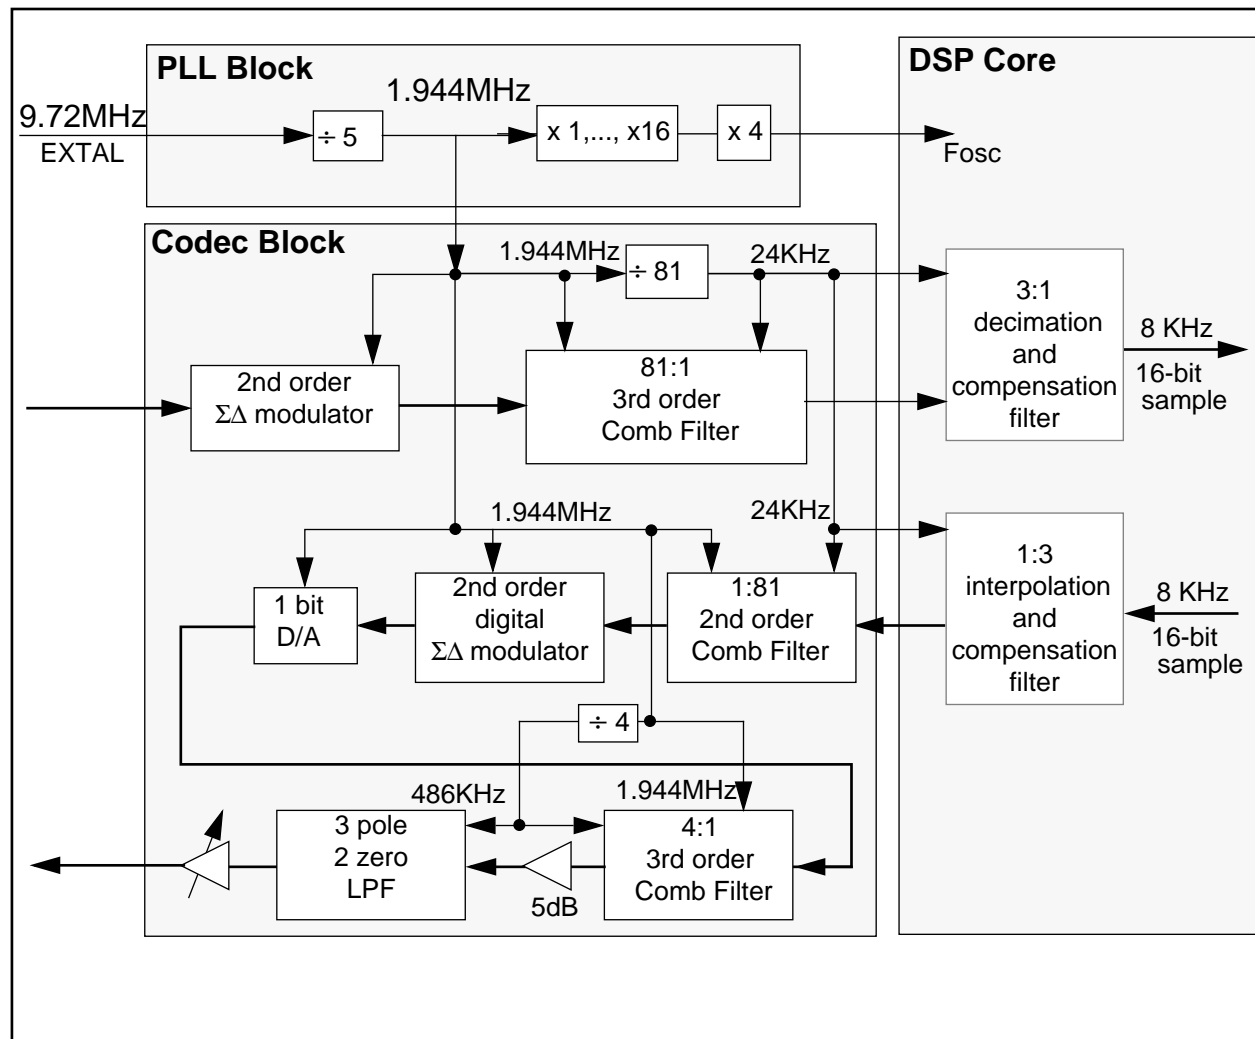 PLL Block
DSP Core
9.72MHz
1.944MHz
÷ 5
x 1,..., x16
x 4
EXTAL
Fosc
Codec Block
1.944MHz
÷ 81
24KHz
3:1
decimation
and
compensation
filter
8 KHz
16-bit
sample
2nd order
ΣΔ modulator
81:1
3rd order
Comb Filter
1.944MHz
24KHz
1 bit
D/A
2nd order
digital
ΣΔ modulator
1:81
2nd order
Comb Filter
1:3
interpolation
and
compensation
filter
8 KHz
16-bit
sample
÷ 4
486KHz
1.944MHz
3 pole
2 zero
LPF
5dB
4:1
3rd order
Comb Filter